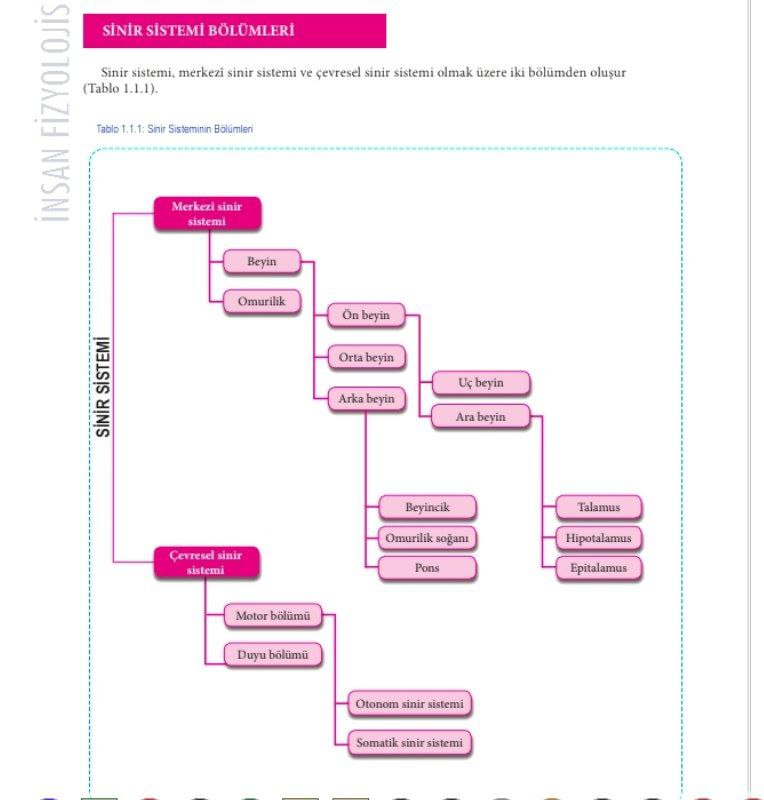 İNSAN FİZYOLOJİS
SİNİR SİSTEMİ BÖLÜMLERİ
Sinir sistemi, merkezî sinir sistemi ve çevresel sinir sistemi olmak üzere iki bölümden oluşur
(Tablo 1.1.1).
Tablo 1.1.1: Sinir Sisteminin Bölümleri
SİNİR SİSTEMİ
Merkezî sinir
sistemi
Beyin
Omurilik
Ön beyin
Orta beyin
Arka beyin
Uç beyin
Ara beyin
Beyincik
Omurilik soğanı
Pons
Talamus
Hipotalamus
Epitalamus
Çevresel sinir
sistemi
Motor bölümü
Duyu bölümü
Otonom sinir sistemi
Somatik sinir sistemi